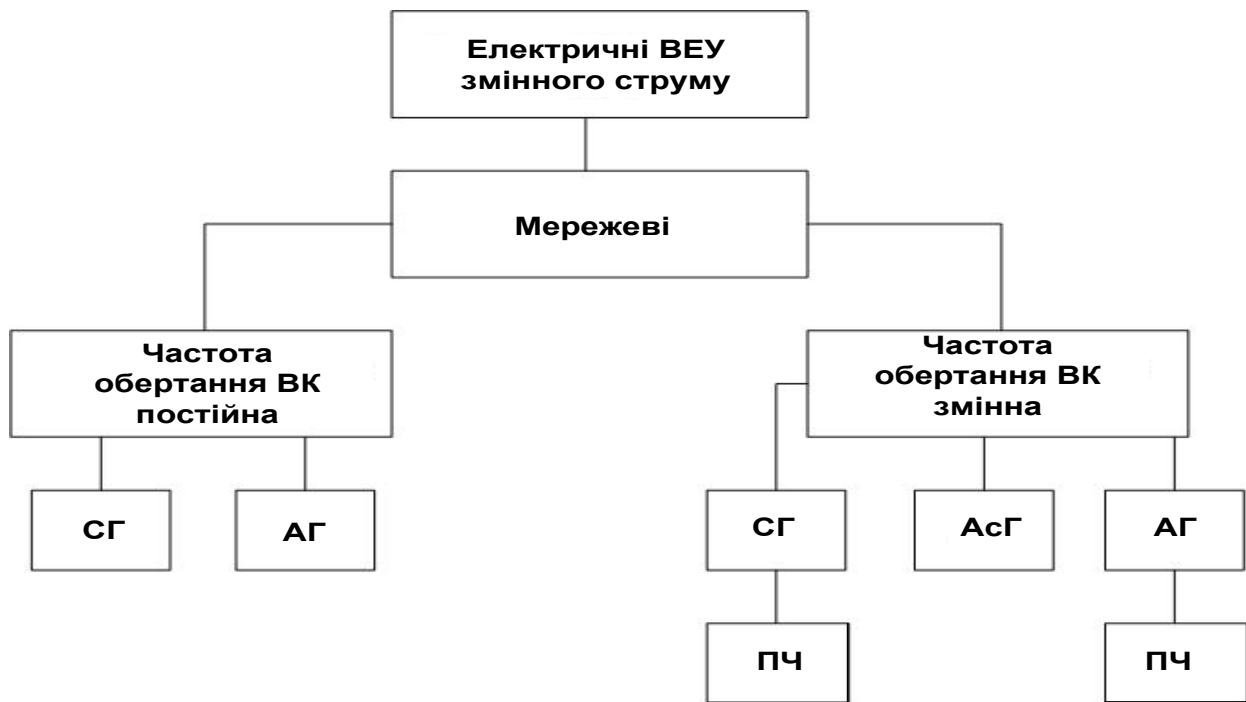 Електричні ВЕУ
змінного струму
Мережеві
Частота
обертання ВК
постійна
Частота
обертання ВК
змінна
СГ
АГ
СГ
АсГ
АГ
ПЧ
ПЧ